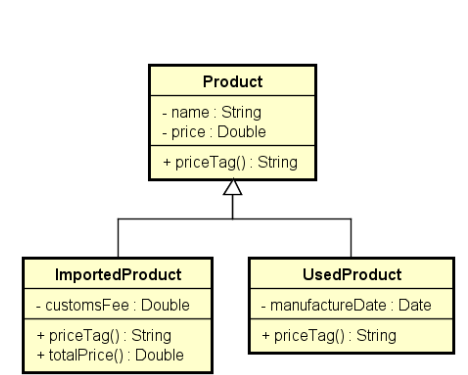 Product
- name : String
- price : Double
+ priceTag() : String
ImportedProduct
- customsFee : Double
+ priceTag() : String
+ totalPrice() : Double
UsedProduct
- manufactureDate : Date
+ priceTag() : String